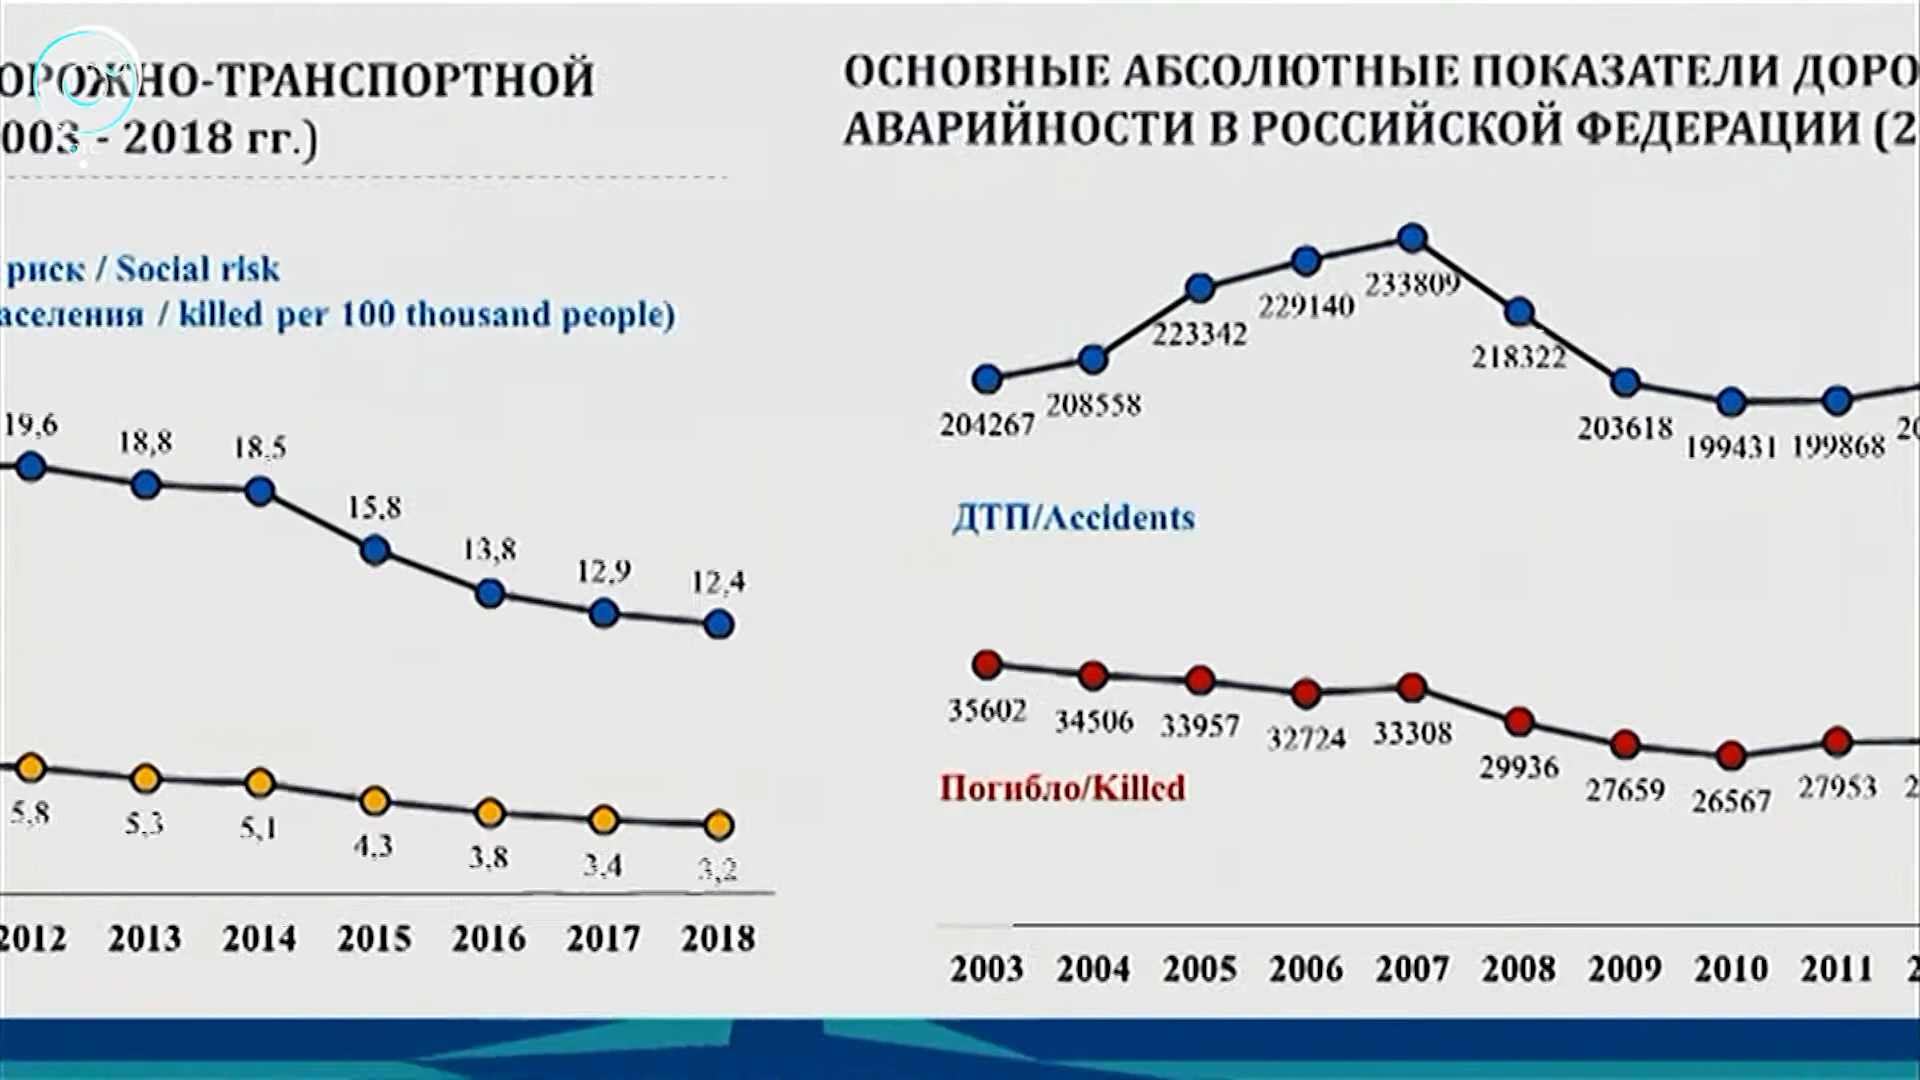 ОРОЖНО-ТРАНСПОРТНОЙ
003 - 2018 гг.)
риск / Social risk
аселения / killed per 100 thousand people)
19,6 18,8 18,5 15,8 13,8 12,9 12,4
5,8 5,3 5,1 4,3 3,8 3,4 3,2
2012 2013 2014 2015 2016 2017 2018
ОСНОВНЫЕ АБСОЛЮТНЫЕ ПОКАЗАТЕЛИ ДОРО
АВАРИЙНОСТИ В РОССИЙСКОЙ ФЕДЕРАЦИИ (2
204267 208558 223342 229140 233809 218322 203618 199431 199868 20
ДТП/Accidents
35602 34506 33957 32724 33308 29936 27659 26567 27953 2
Погибло/Killed
2003 2004 2005 2006 2007 2008 2009 2010 2011 2